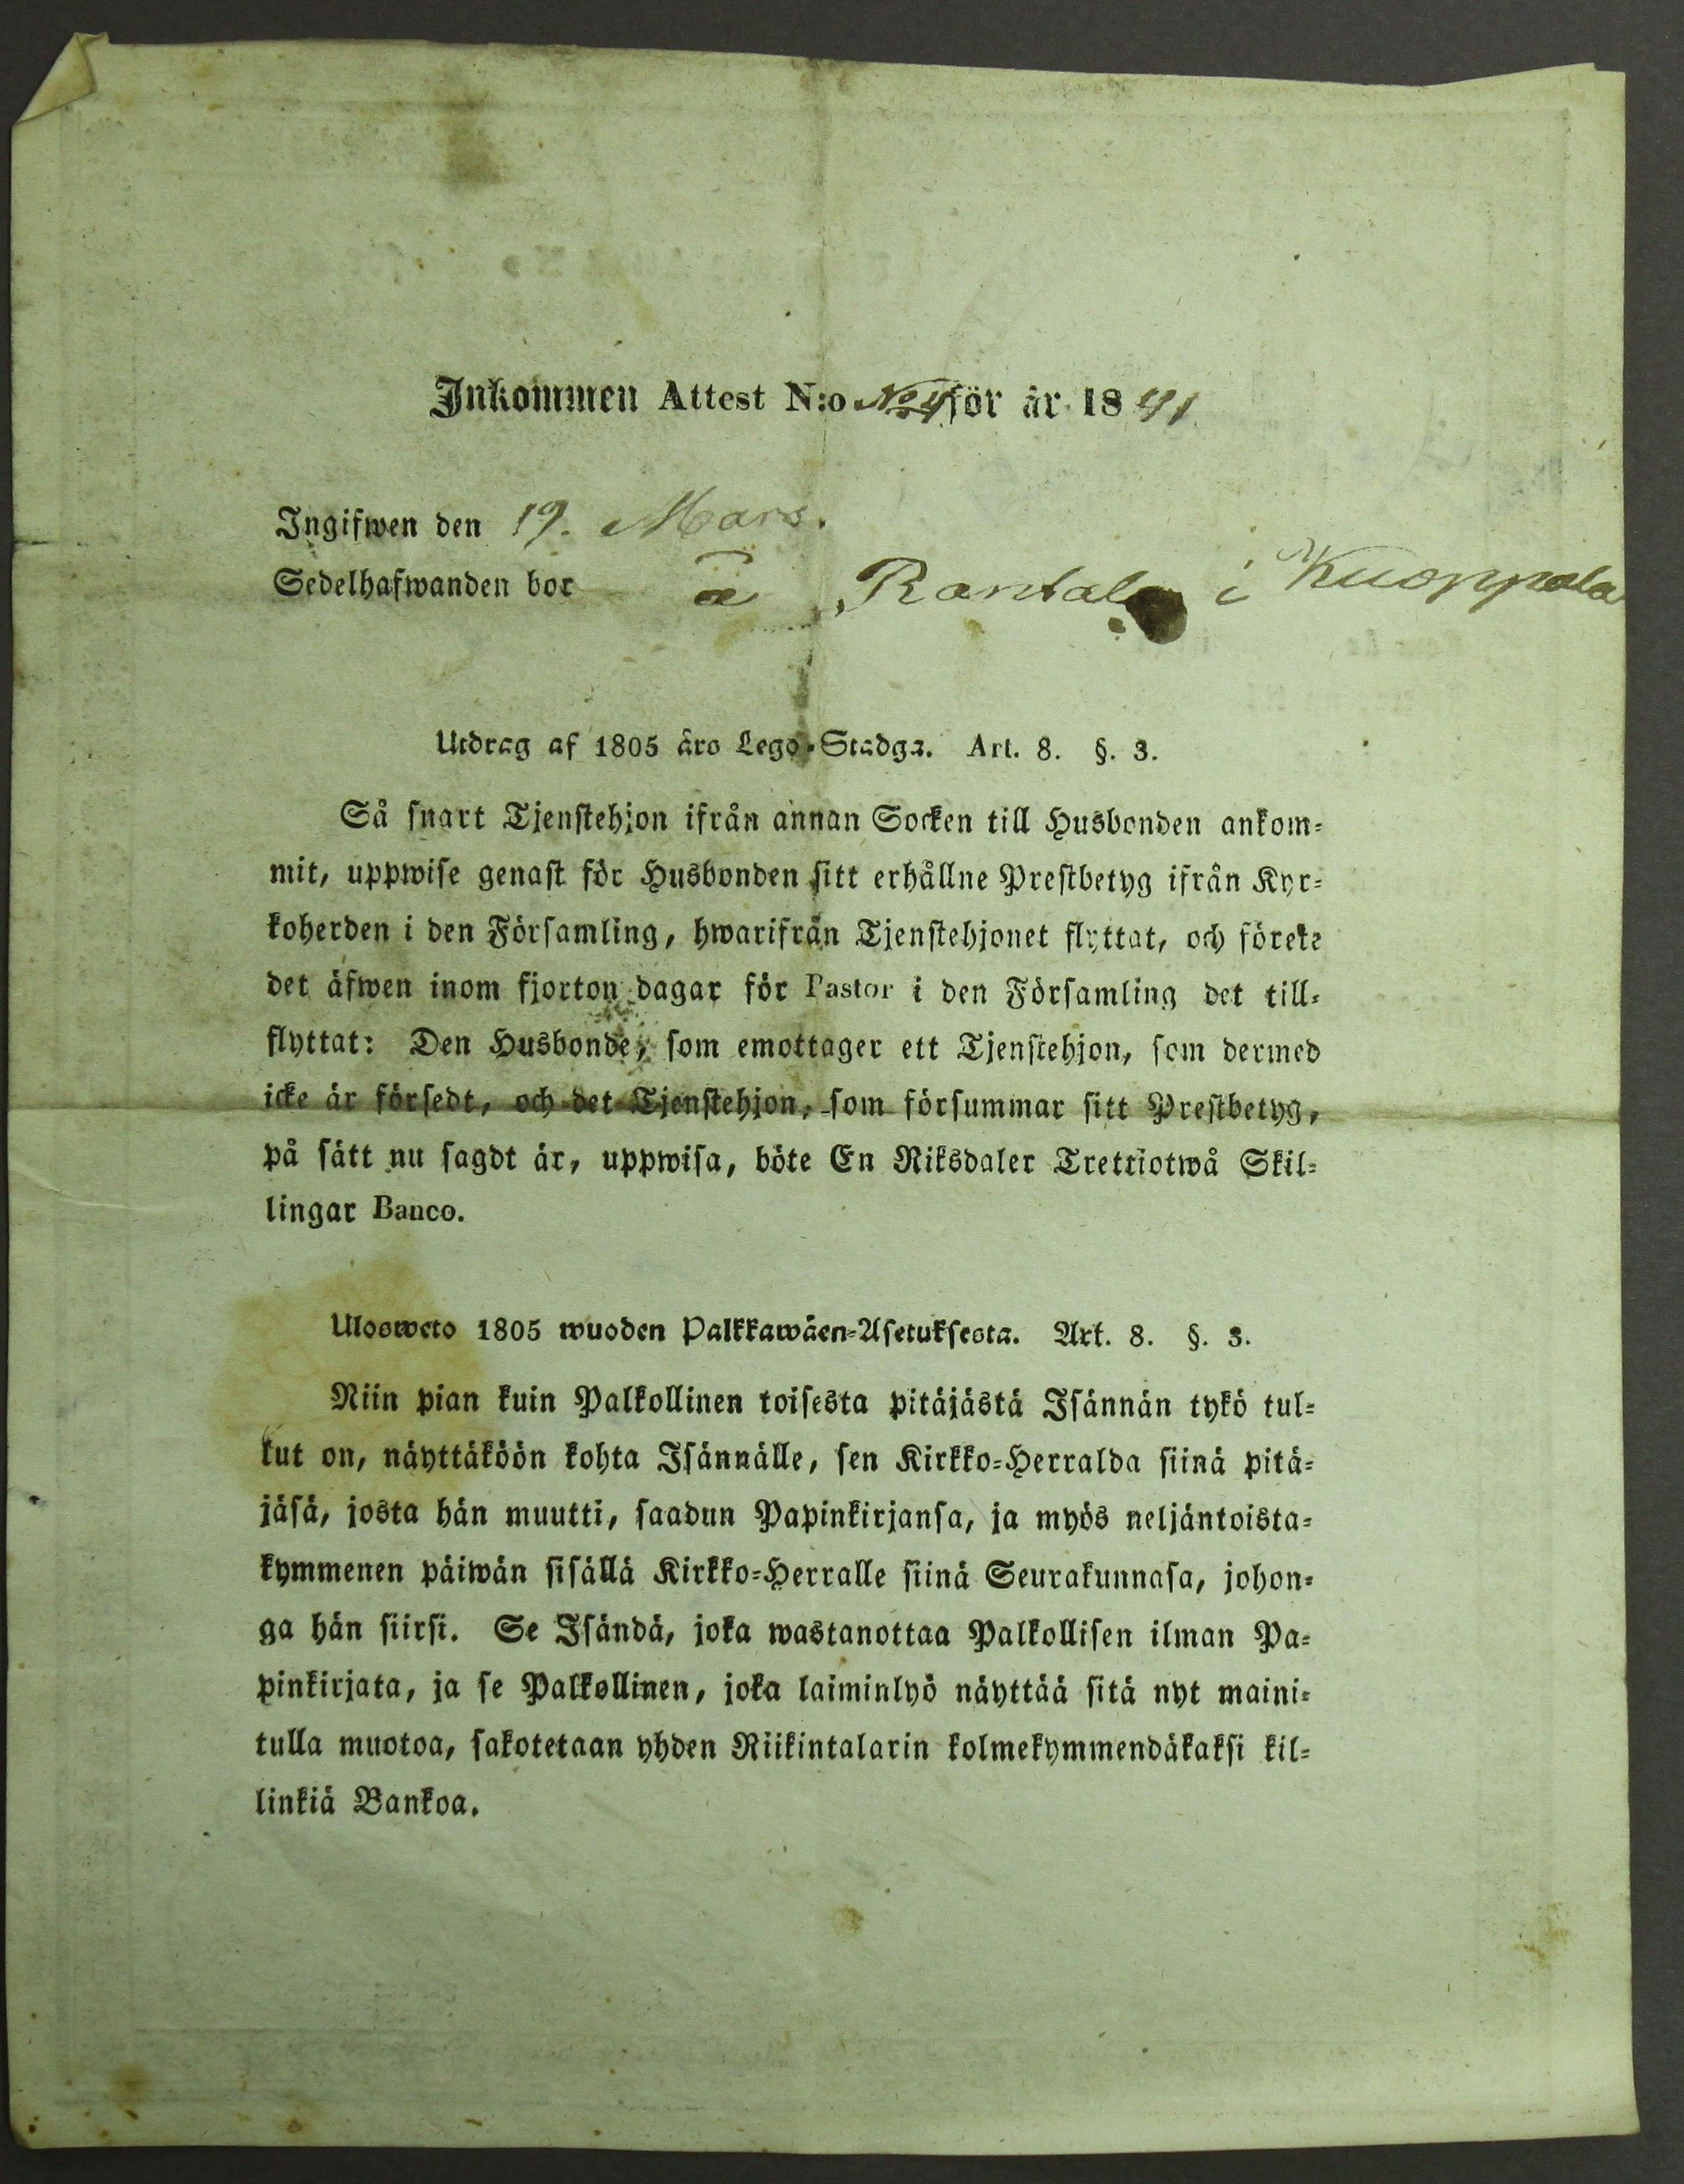 Inkommen Attest N:o No 4 för år 1841
Ingifwen den 19. Mars.
Sedelhafwanden bor å Rantala i Kuoppala
Utdrag af 1805 års Lego-Stadga. Art. 8. §. 3.
Så snart Tjenstehjon ifrån annan Socken till Husbonden ankom-
mit, uppwise genast för Husbonden sitt erhållne Prestbetyg ifrån Kyr-
koherden i den Församling, hwarifrån Tjenstehjonet flyttat, och förete
det äfwen inom fjorton dagar för Pastor i den Församling det till-
flyttat: Den Husbonde, som emottager ett Tjenstehjon, som dermed
icke är försedt, och det Tjenstehjon, som försummar sitt Prestbetyg,
på sätt nu sagdt är, uppwisa, böte En Riksdaler Trettiotwå Skil-
lingar Banco.
Ulosweto 1805 wuoden Palkkawäen-Asetuksesta. Art. 8. §. 3.
Niin pian kuin Palkollinen toisesta pitäjästä Isännän tykö tul-
lut on, näyttäköön kohta Isännälle, sen Kirkko-Herralda siinä pitä-
jäsä, josta hän muutti, saadun Papinkirjansa, ja myös neljäntoista-
kymmenen päiwän sisällä Kirkko-Herralle siinä Seurakunnasa, johon-
ga hän siirsi. Se Isändä, joka wastanottaa Palkollisen ilman Pa-
pinkirjata, ja se Palkollinen, joka laiminlyö näyttää sitä nyt maini-
tulla muotoa, sakotetaan yhden Riikintalarin kolmekymmendäkaksi kil-
linkiä Bankoa.